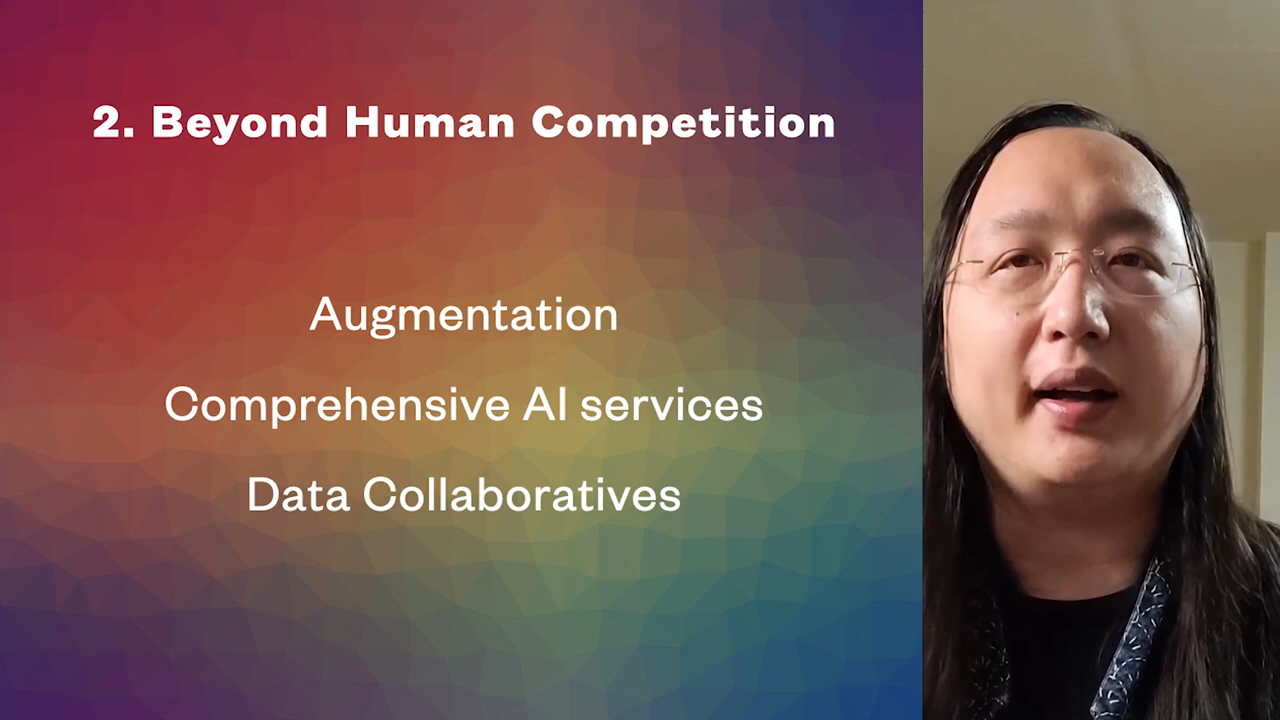 2. Beyond Human Competition
Augmentation
Comprehensive AI services
Data Collaboratives